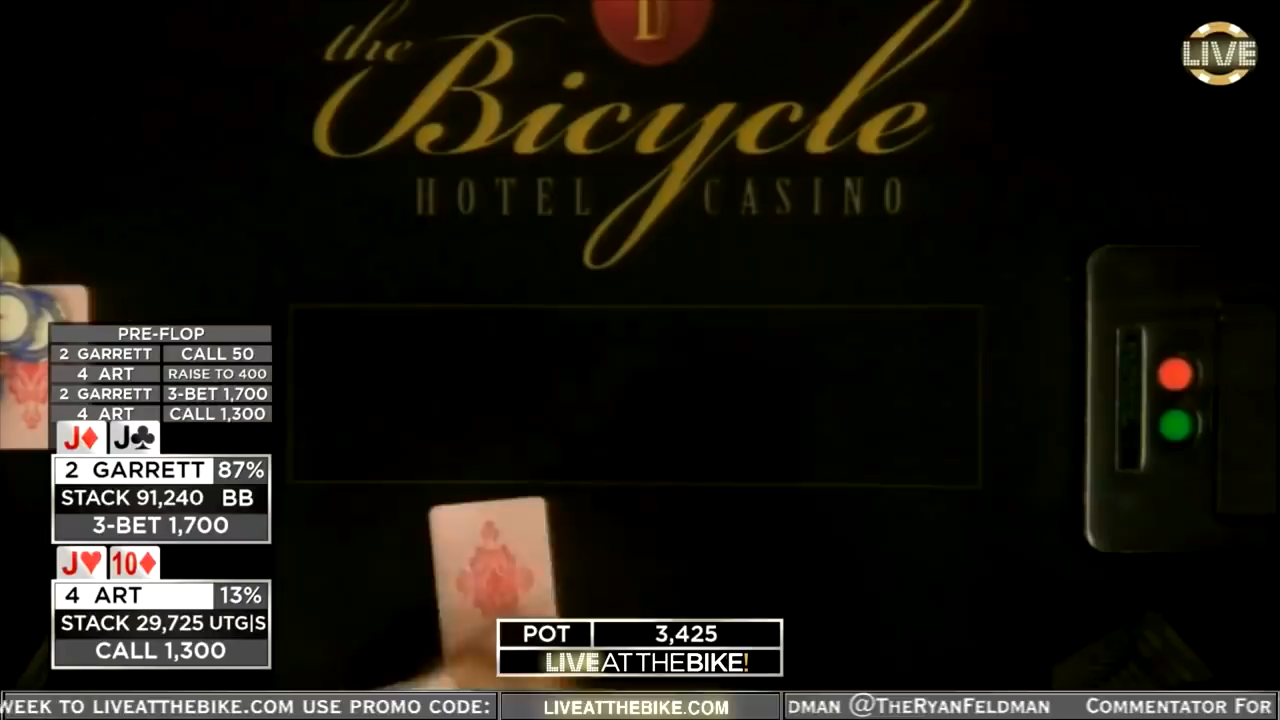 the
Bicycle
HOTEL CASINO
LIVE
PRE-FLOP
2 GARRETT CALL 50
4 ART RAISE TO 400
2 GARRETT 3-BET 1,700
4 ART CALL 1,300
J♦ J♣
2 GARRETT 87%
STACK 91,240 BB
3-BET 1,700
J♥ 10♦
4 ART 13%
STACK 29,725 UTG|S
CALL 1,300
POT 3,425
LIVEATTHEBIKE!
WEEK TO LIVEATTHEBIKE.COM USE PROMO CODE: LIVEATTHEBIKE.COM DMAN @THERYANFELDMAN COMMENTATOR FOR